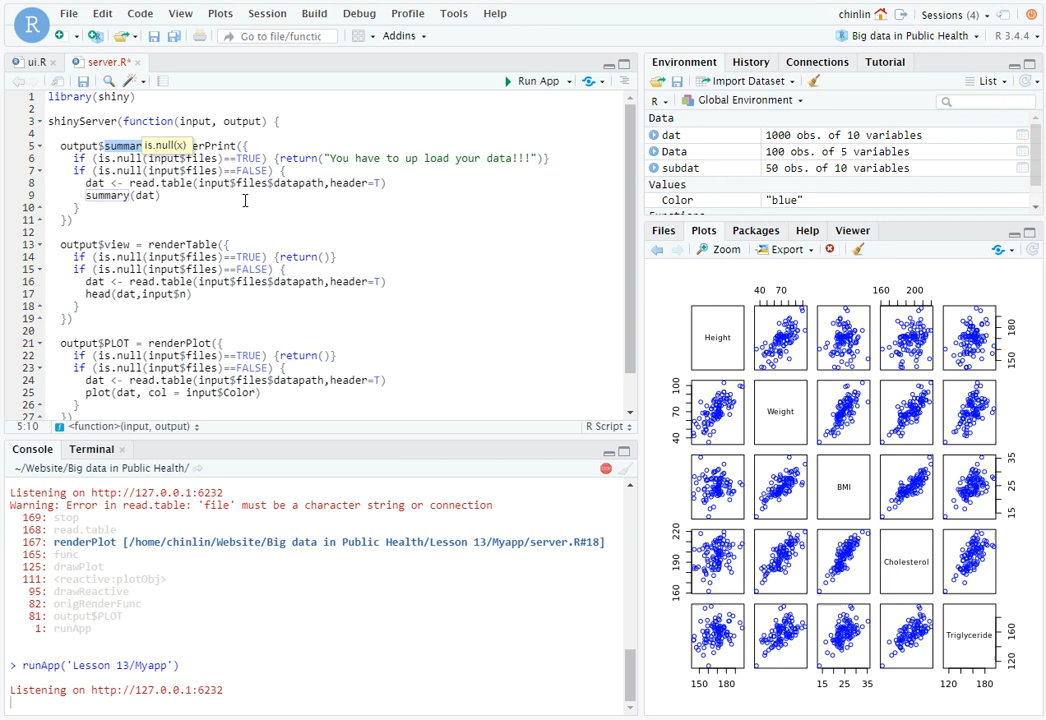 File Edit Code View Plots Session Build Debug Profile Tools Help
chinlin Sessions (4)
R
Go to file/functic Addins
Big data in Public Health R 3.4.4
ui.R server.R*
Run App
1 library(shiny)
2
3 shinyServer(function(input, output) {
4
5 output$summar is.null(x) erPrint({
6 if (is.null(input$files)==TRUE) {return("You have to up load your data!!!")}
7 if (is.null(input$files)==FALSE) {
8 dat <- read.table(input$files$datapath,header=T)
9 summary(dat)
10 }
11 })
12
13 output$view = renderTable({
14 if (is.null(input$files)==TRUE) {return()}
15 if (is.null(input$files)==FALSE) {
16 dat <- read.table(input$files$datapath,header=T)
17 head(dat,input$n)
18 }
19 })
20
21 output$PLOT = renderPlot({
22 if (is.null(input$files)==TRUE) {return()}
23 if (is.null(input$files)==FALSE) {
24 dat <- read.table(input$files$datapath,header=T)
25 plot(dat, col = input$Color)
26 }
27 })
5:10 <function>(input, output) R Script
Console Terminal
~/Website/Big data in Public Health/
Listening on http://127.0.0.1:6232
Warning: Error in read.table: 'file' must be a character string or connection
169: stop
168: read.table
167: renderPlot [/home/chinlin/Website/Big data in Public Health/Lesson 13/Myapp/server.R#18]
165: func
125: drawPlot
111: <reactive:plotObj>
95: drawReactive
82: origRenderFunc
81: output$PLOT
1: runApp
> runApp('Lesson 13/Myapp')
Listening on http://127.0.0.1:6232
Environment History Connections Tutorial
Import Dataset List
R Global Environment
Data
dat 1000 obs. of 10 variables
Data 100 obs. of 5 variables
subdat 50 obs. of 10 variables
Values
Color "blue"
Files Plots Packages Help Viewer
Zoom Export
40 70 160 200
Height
150 180
Weight
40 70 100
BMI
15 25 35
Cholesterol
160 190 220
Triglyceride
120 160
150 180 15 25 35 120 180